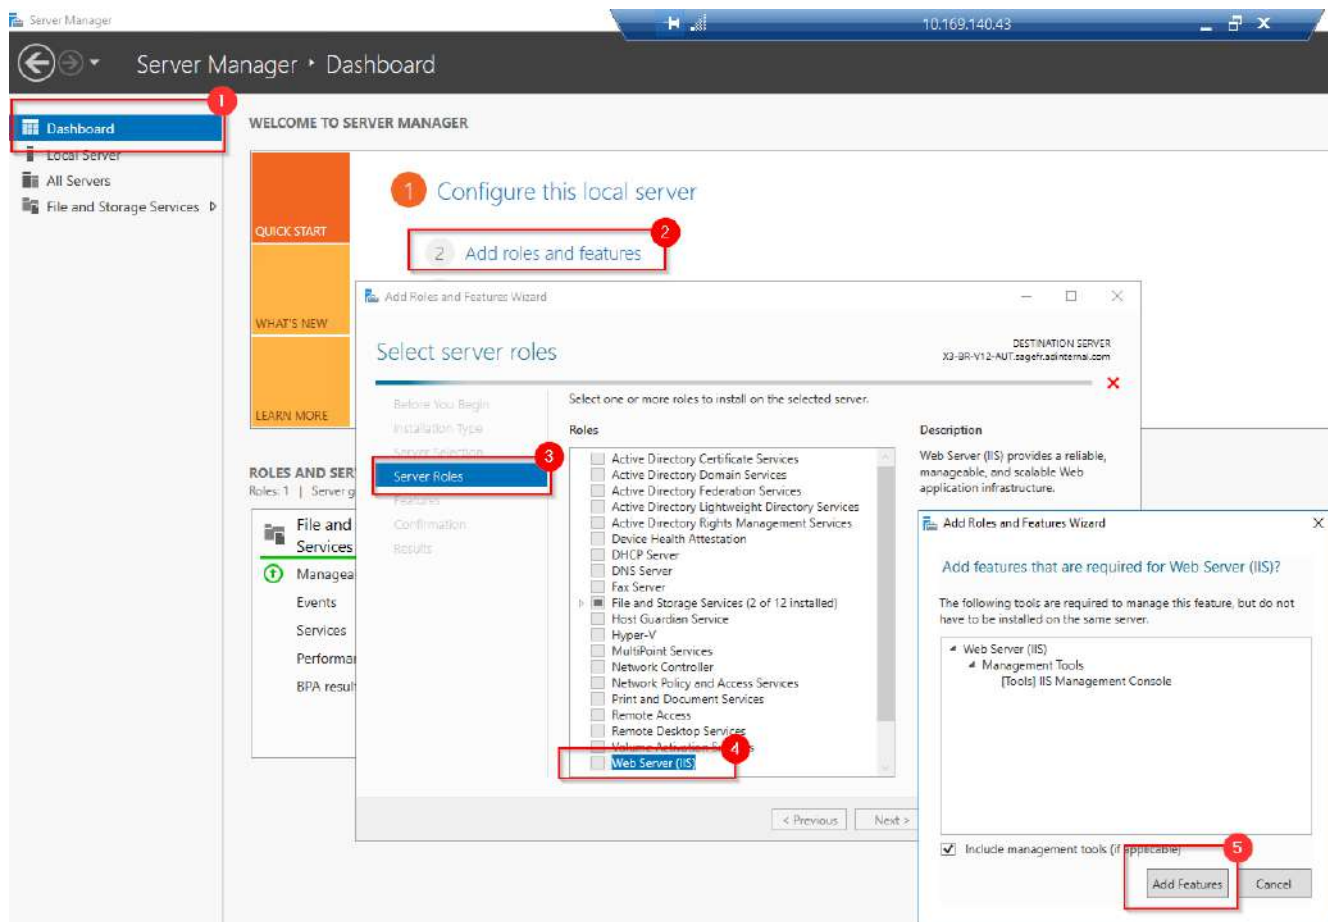 Server Manager
10.169.140.43
Server Manager • Dashboard
1
Dashboard
Local Server
All Servers
File and Storage Services
WELCOME TO SERVER MANAGER
QUICK START
WHAT'S NEW
LEARN MORE
1 Configure this local server
2
2 Add roles and features
ROLES AND SER
Roles: 1 | Server g
File and
Services
Managea
Events
Services
Performa
BPA result
Add Roles and Features Wizard
Select server roles
DESTINATION SERVER
X3-BR-V12-AUT.sagefr.adinternal.com
Before You Begin
Installation Type
Server Selection
3
Server Roles
Features
Confirmation
Results
Select one or more roles to install on the selected server.
Roles
Active Directory Certificate Services
Active Directory Domain Services
Active Directory Federation Services
Active Directory Lightweight Directory Services
Active Directory Rights Management Services
Device Health Attestation
DHCP Server
DNS Server
Fax Server
File and Storage Services (2 of 12 installed)
Host Guardian Service
Hyper-V
MultiPoint Services
Network Controller
Network Policy and Access Services
Print and Document Services
Remote Access
Remote Desktop Services
Volume Activation S s
4
Web Server (IIS)
Description
Web Server (IIS) provides a reliable,
manageable, and scalable Web
application infrastructure.
< Previous
Next >
Add Roles and Features Wizard
Add features that are required for Web Server (IIS)?
The following tools are required to manage this feature, but do not
have to be installed on the same server.
Web Server (IIS)
Management Tools
[Tools] IIS Management Console
Include management tools (if applicable)
5
Add Features
Cancel